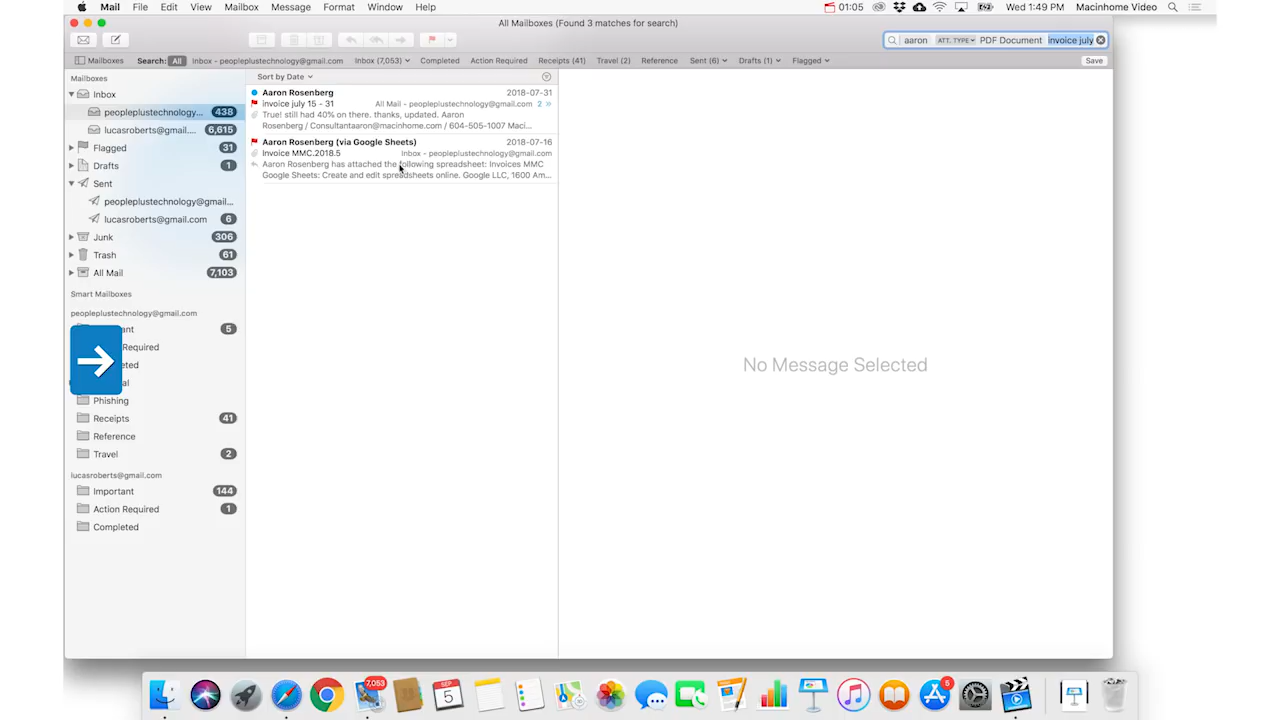 Mail File Edit View Mailbox Message Format Window Help 01:05 Wed 1:49 PM Macinhome Video
All Mailboxes (Found 3 matches for search)
aaron ATT. TYPE PDF Document invoice july
Mailboxes Search: All Inbox - peopleplustechnology@gmail.com Inbox (7,053) Completed Action Required Receipts (41) Travel (2) Reference Sent (6) Drafts (1) Flagged Save
Mailboxes
Inbox
peopleplustechnology... 438
lucasroberts@gmail.... 6,615
Flagged 31
Drafts 1
Sent
peopleplustechnology@gmail...
lucasroberts@gmail.com 6
Junk 306
Trash 61
All Mail 7,103
Smart Mailboxes
peopleplustechnology@gmail.com
ant 5
Required
eted
al
Phishing
Receipts 41
Reference
Travel 2
lucasroberts@gmail.com
Important 144
Action Required 1
Completed
Sort by Date
Aaron Rosenberg 2018-07-31
invoice july 15 - 31 All Mail - peopleplustechnology@gmail.com 2 »
True! still had 40% on there. thanks, updated. Aaron
Rosenberg / Consultantaaron@macinhome.com / 604-505-1007 Maci...
Aaron Rosenberg (via Google Sheets) 2018-07-16
Invoice MMC.2018.5 Inbox - peopleplustechnology@gmail.com
Aaron Rosenberg has attached the following spreadsheet: Invoices MMC
Google Sheets: Create and edit spreadsheets online. Google LLC, 1600 Am...
No Message Selected
7,053
SEP
5
5